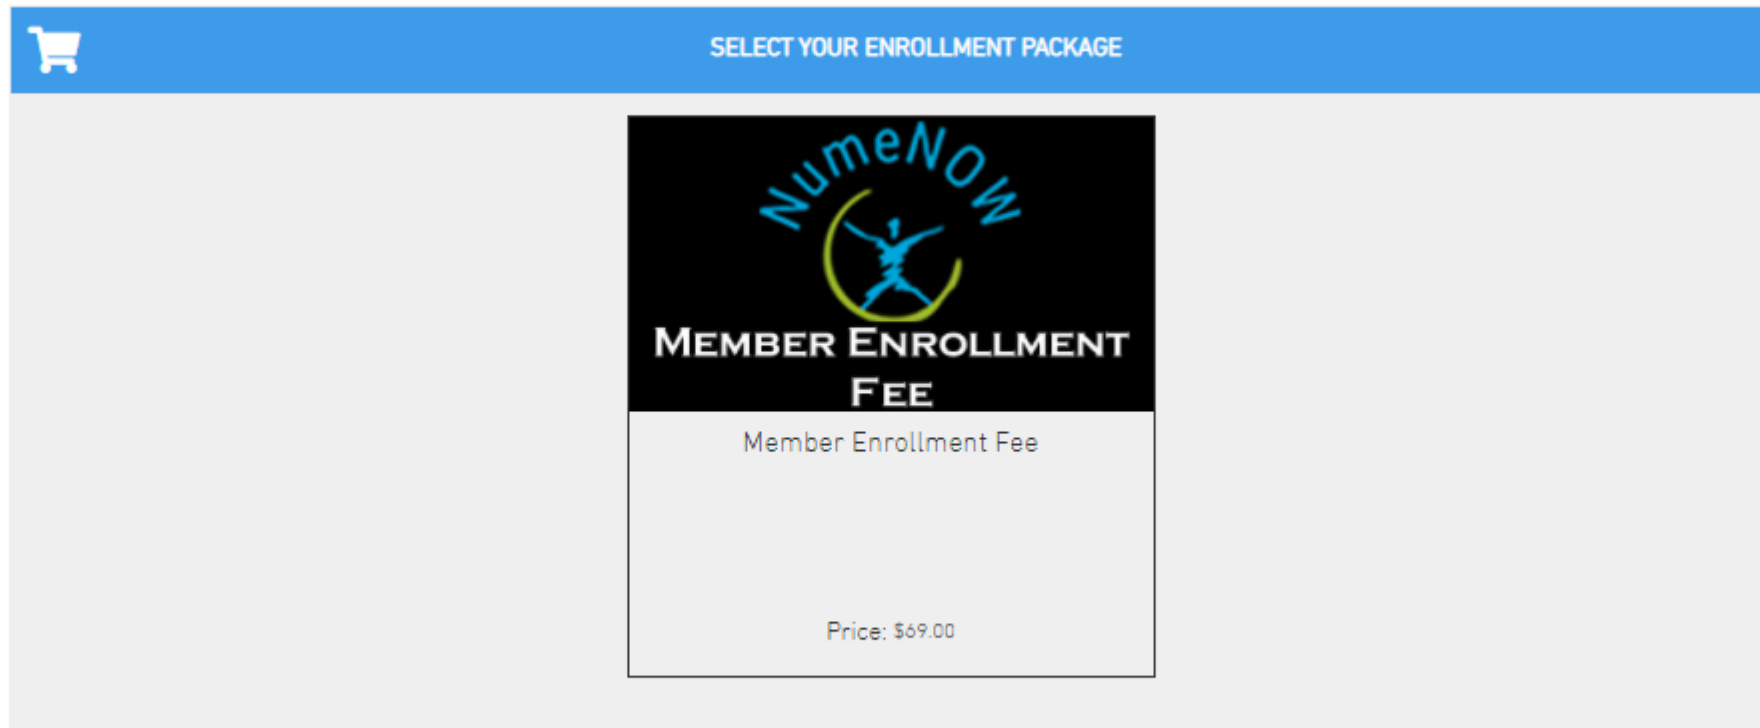 SELECT YOUR ENROLLMENT PACKAGE
NumeNOW
MEMBER ENROLLMENT
FEE
Member Enrollment Fee
Price: $69.00